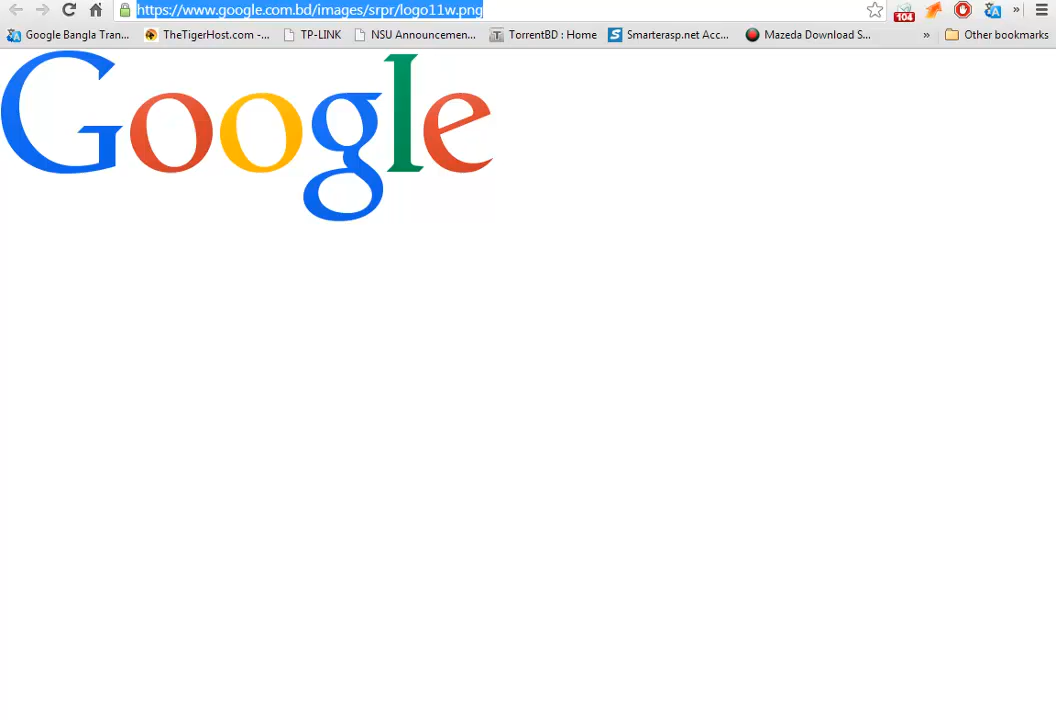 https://www.google.com.bd/images/srpr/logo11w.png
104
Google Bangla Tran... TheTigerHost.com -... TP-LINK NSU Announcemen... T TorrentBD : Home S Smarterasp.net Acc... Mazeda Download S... » Other bookmarks
Google